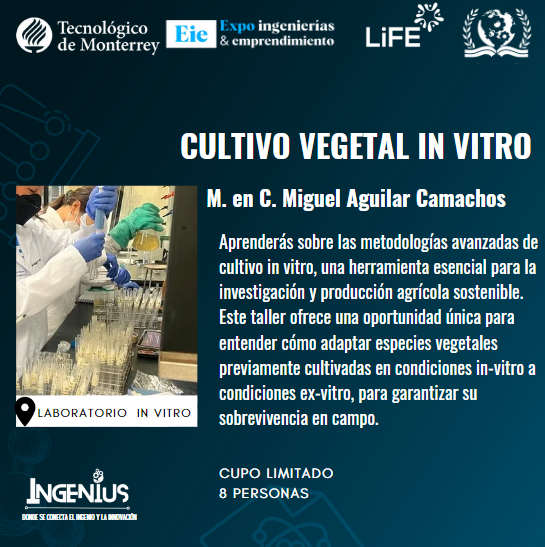 Tecnológico
de Monterrey
Eie
Expo ingenierías
& emprendimiento
LiFE
CULTIVO VEGETAL IN VITRO
M. en C. Miguel Aguilar Camachos
Aprenderás sobre las metodologías avanzadas de
cultivo in vitro, una herramienta esencial para la
investigación y producción agrícola sostenible.
Este taller ofrece una oportunidad única para
entender cómo adaptar especies vegetales
previamente cultivadas en condiciones in-vitro a
condiciones ex-vitro, para garantizar su
sobrevivencia en campo.
LABORATORIO IN VITRO
CUPO LIMITADO
8 PERSONAS
INGENIUS
DONDE SE CONECTA EL INGENIO Y LA INNOVACIÓN